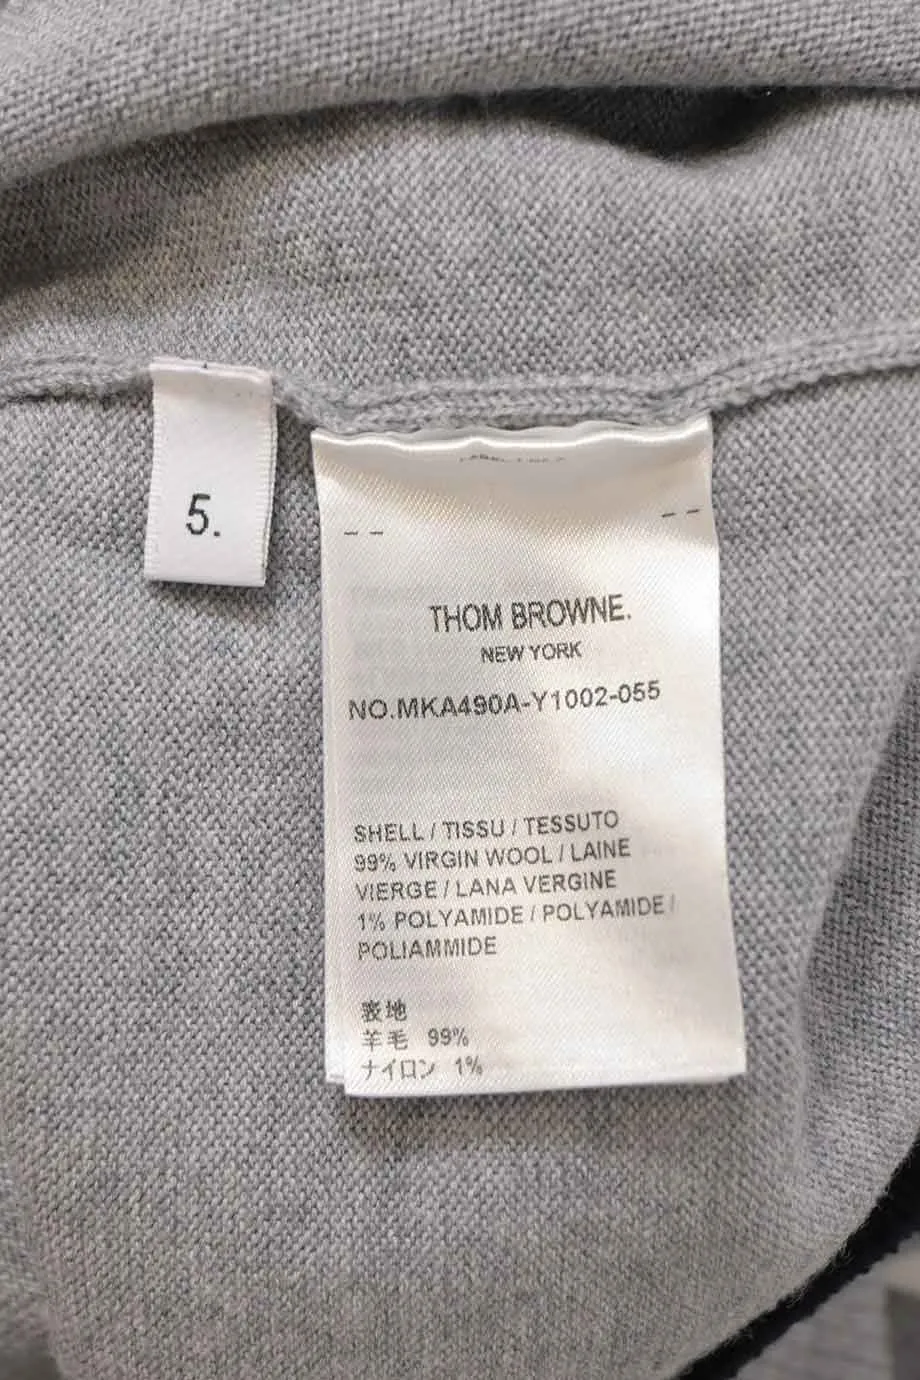 5.
THOM BROWNE.
NEW YORK
NO.MKA490A-Y1002-055
SHELL / TISSU / TESSUTO
99% VIRGIN WOOL / LAINE
VIERGE / LANA VERGINE
1% POLYAMIDE / POLYAMIDE /
POLIAMMIDE
表地
羊毛 99%
ナイロン 1%